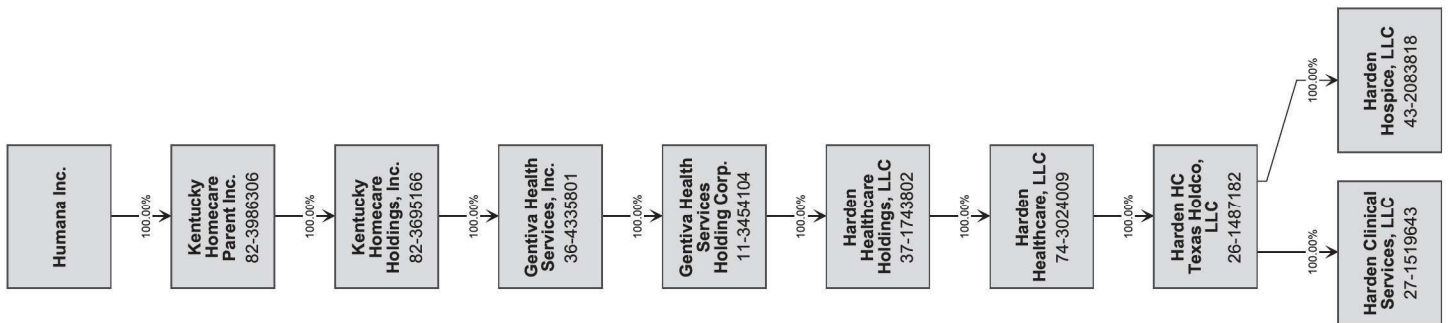 Humana Inc.
100.00%
Kentucky
Homecare
Parent Inc.
82-3986306
100.00%
Kentucky
Homecare
Holdings, Inc.
82-3695166
100.00%
Gentiva Health
Services, Inc.
36-4335801
100.00%
Gentiva Health
Services
Holding Corp.
11-3454104
100.00%
Harden
Healthcare
Holdings, LLC
37-1743802
100.00%
Harden
Healthcare, LLC
74-3024009
100.00%
Harden HC
Texas Holdco,
LLC
26-1487182
100.00%
Harden Clinical
Services, LLC
27-1519643
100.00%
Harden
Hospice, LLC
43-2083818